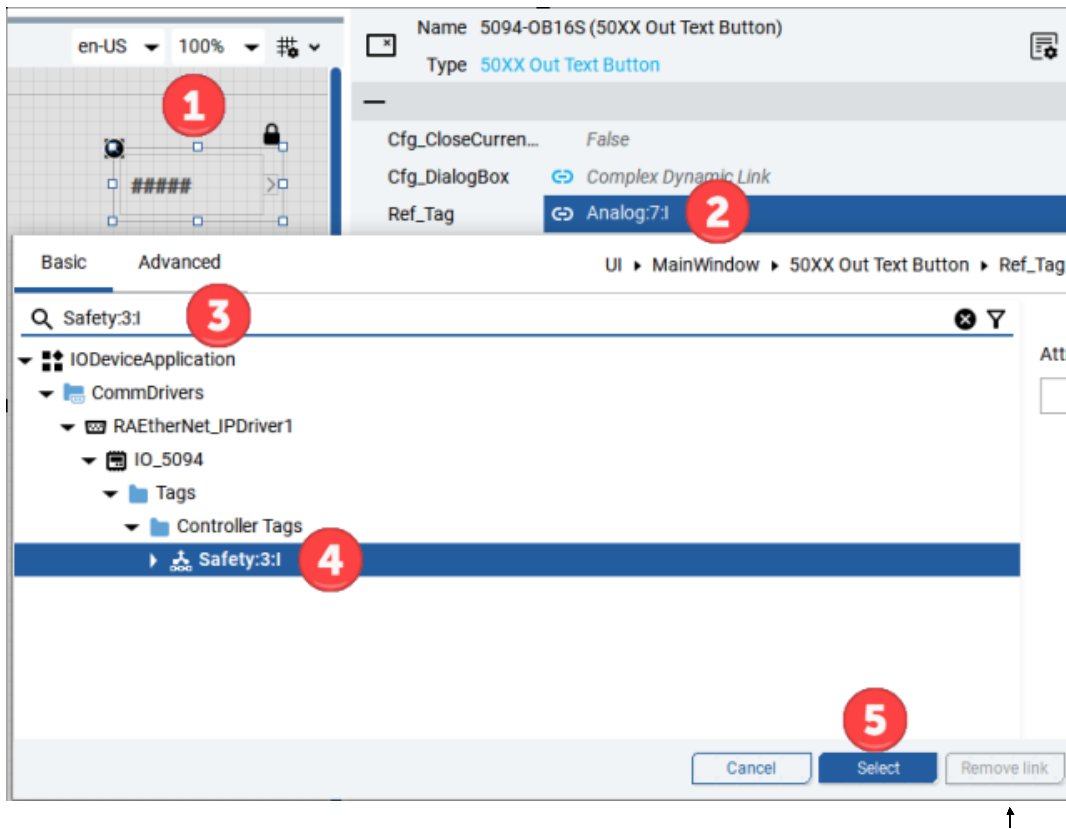 en-US 100%
Name 5094-OB16S (50XX Out Text Button)
Type 50XX Out Text Button
1
#####
Cfg_CloseCurren... False
Cfg_DialogBox Complex Dynamic Link
Ref_Tag Analog:7:I 2
Basic Advanced
UI MainWindow 50XX Out Text Button Ref_Tag
Safety:3:I 3
IODeviceApplication
Att
CommDrivers
RAEtherNet_IPDriver1
IO_5094
Tags
Controller Tags
Safety:3:I 4
5
Cancel Select Remove link